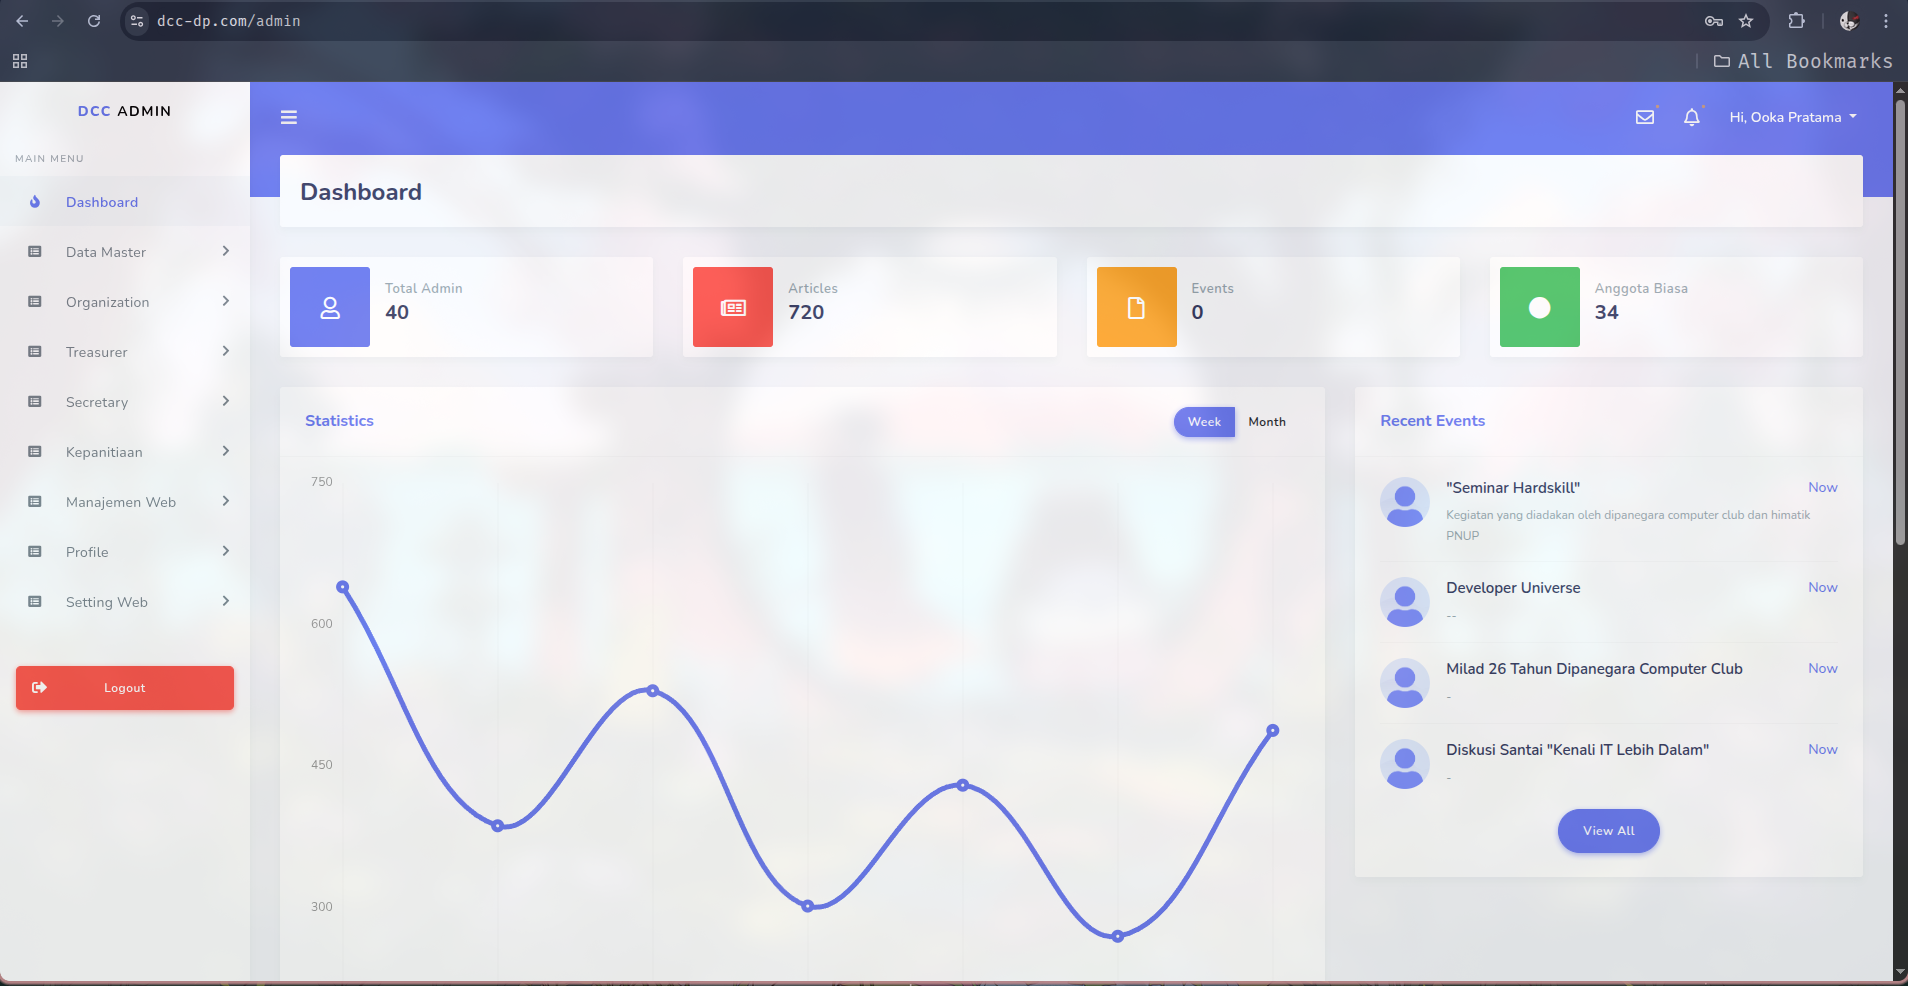 dcc-dp.com/admin
All Bookmarks
DCC ADMIN
Hi, Ooka Pratama
MAIN MENU
Dashboard
Data Master
Organization
Treasurer
Secretary
Kepanitiaan
Manajemen Web
Profile
Setting Web
Logout
Dashboard
Total Admin
40
Articles
720
Events
0
Anggota Biasa
34
Statistics
Week
Month
750
600
450
300
Recent Events
"Seminar Hardskill"
Now
Kegiatan yang diadakan oleh dipanegara computer club dan himatik
PNUP
Developer Universe
Now
--
Milad 26 Tahun Dipanegara Computer Club
Now
-
Diskusi Santai "Kenali IT Lebih Dalam"
Now
-
View All